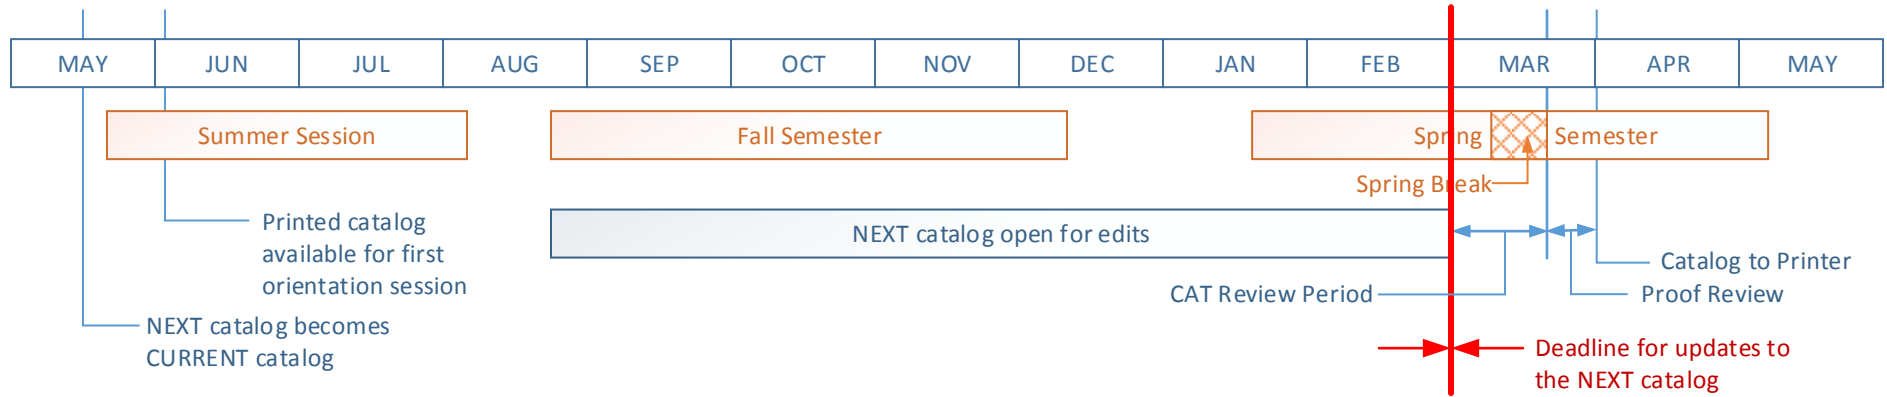 MAY JUN JUL AUG SEP OCT NOV DEC JAN FEB MAR APR MAY
Summer Session
Fall Semester
Spring Semester
Spring Break
Printed catalog
available for first
orientation session
NEXT catalog open for edits
Catalog to Printer
CAT Review Period
Proof Review
NEXT catalog becomes
CURRENT catalog
Deadline for updates to
the NEXT catalog